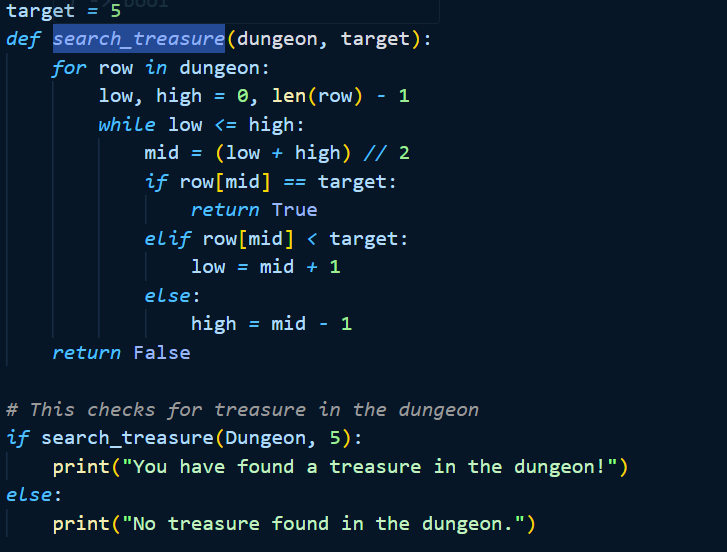 target = 5
def search_treasure(dungeon, target):
    for row in dungeon:
        low, high = 0, len(row) - 1
        while low <= high:
            mid = (low + high) // 2
            if row[mid] == target:
                return True
            elif row[mid] < target:
                low = mid + 1
            else:
                high = mid - 1
    return False

# This checks for treasure in the dungeon
if search_treasure(Dungeon, 5):
    print("You have found a treasure in the dungeon!")
else:
    print("No treasure found in the dungeon.")